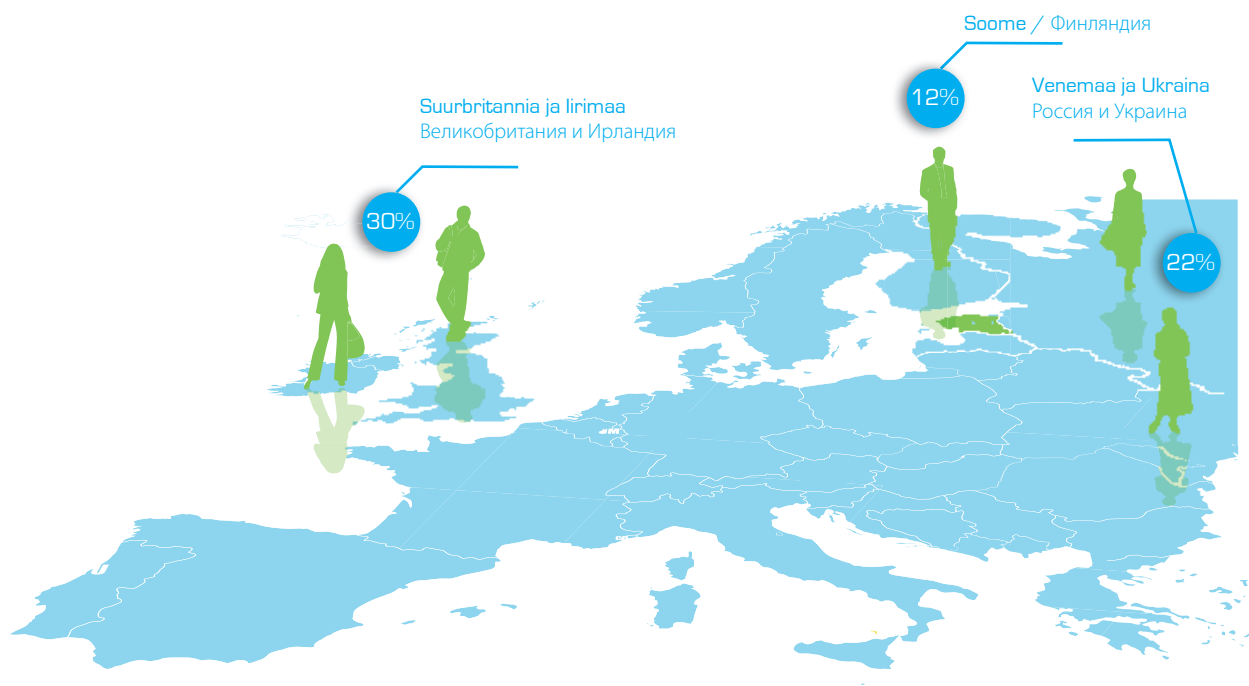 Soome / Финляндия
12%
Venemaa ja Ukraina
Россия и Украина
Suurbritannia ja Iirimaa
Великобритания и Ирландия
30%
22%